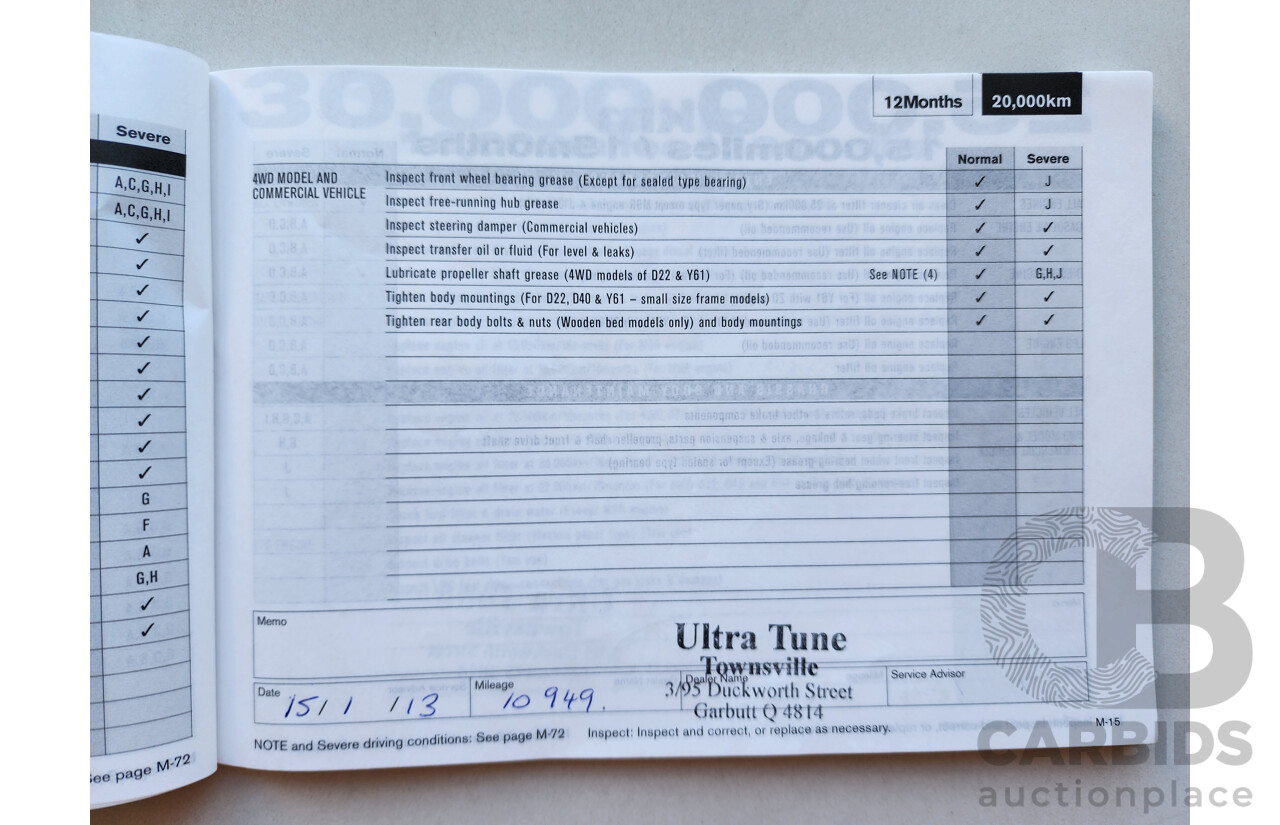 Severe
A,C,G,H,I
A,C,G,H,I
✓
✓
✓
✓
✓
✓
✓
✓
✓
✓
G
F
A
G,H
✓
✓
See page M-72
12Months 20,000km
Normal Severe
4WD MODEL AND
COMMERCIAL VEHICLE
Inspect front wheel bearing grease (Except for sealed type bearing) ✓ J
Inspect free-running hub grease ✓ J
Inspect steering damper (Commercial vehicles) ✓ ✓
Inspect transfer oil or fluid (For level & leaks) ✓ ✓
Lubricate propeller shaft grease (4WD models of D22 & Y61) See NOTE (4) ✓ G,H,J
Tighten body mountings (For D22, D40 & Y61 – small size frame models) ✓ ✓
Tighten rear body bolts & nuts (Wooden bed models only) and body mountings ✓ ✓
Memo
Ultra Tune
Townsville
3/95 Duckworth Street
Garbutt Q 4814
Date 15/1/13
Mileage 10 949.
Dealer Name
Service Advisor
NOTE and Severe driving conditions: See page M-72 Inspect: Inspect and correct, or replace as necessary.
M-15
CB
CARBIDS
auctionplace